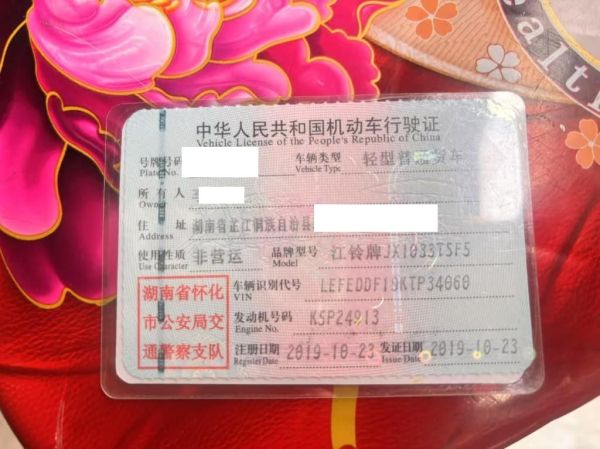 中华人民共和国机动车行驶证
Vehicle License of the People's Republic of China
号牌号码 车辆类型 轻型普通货车
Plate No. Vehicle Type
所有人
Owner
住址 湖南省芷江侗族自治县
Address
使用性质 非营运 品牌型号 江铃牌JX1033TSF5
Use Character Model
湖南省怀化
市公安局交
通警察支队
车辆识别代号 LEFEDDF19KTP34060
VIN
发动机号码 K5P24913
Engine No.
注册日期 2019-10-23 发证日期 2019-10-23
Register Date Issue Date